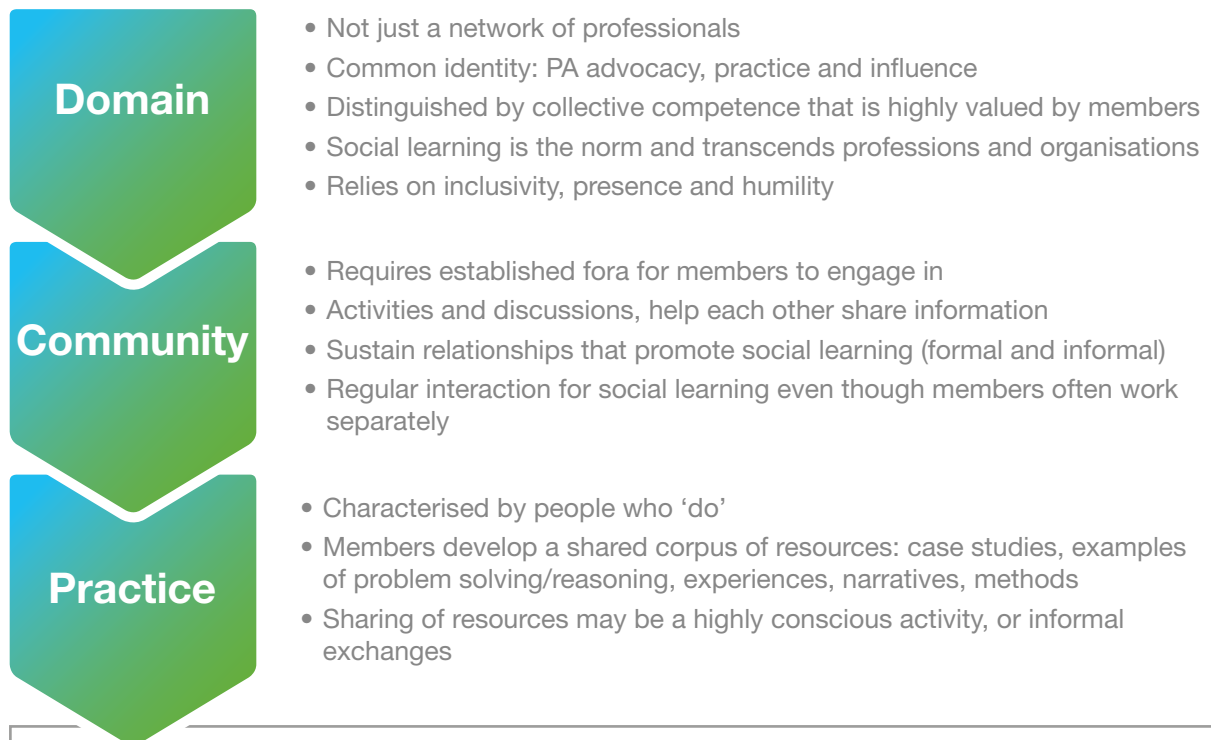 Domain
• Not just a network of professionals
• Common identity: PA advocacy, practice and influence
• Distinguished by collective competence that is highly valued by members
• Social learning is the norm and transcends professions and organisations
• Relies on inclusivity, presence and humility
Community
• Requires established fora for members to engage in
• Activities and discussions, help each other share information
• Sustain relationships that promote social learning (formal and informal)
• Regular interaction for social learning even though members often work
separately
Practice
• Characterised by people who ‘do’
• Members develop a shared corpus of resources: case studies, examples
of problem solving/reasoning, experiences, narratives, methods
• Sharing of resources may be a highly conscious activity, or informal
exchanges